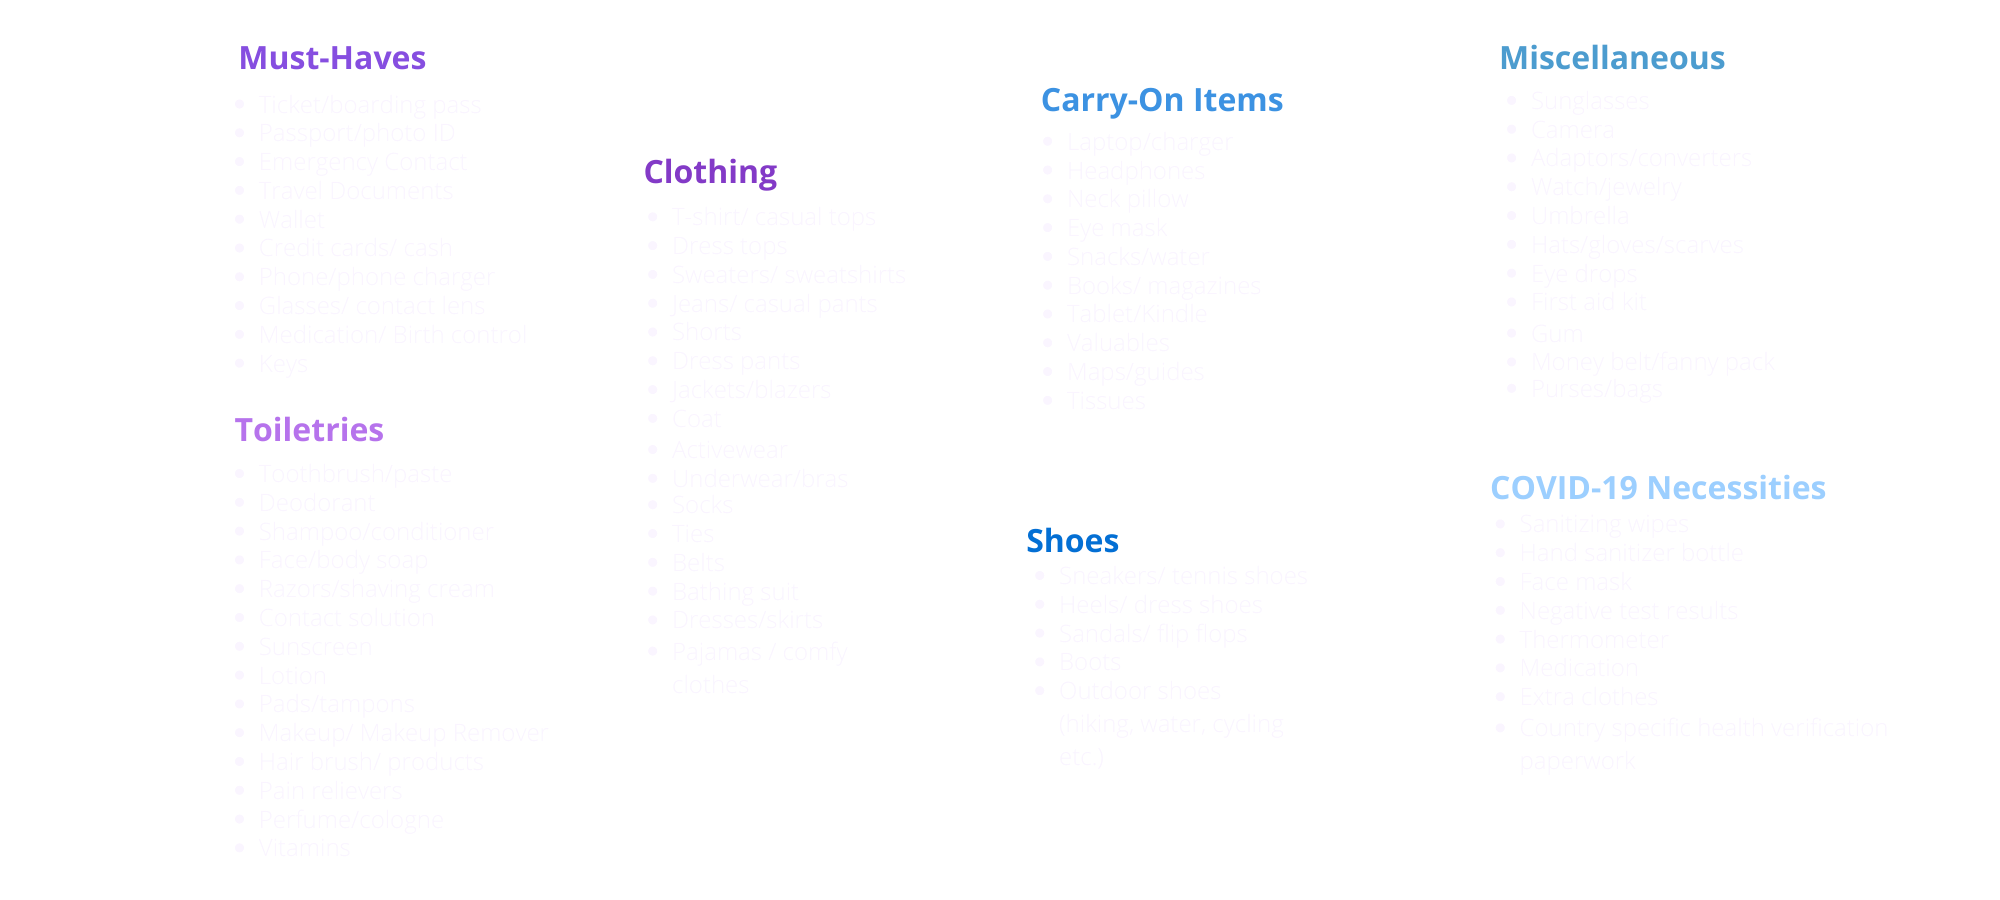 Must-Haves
Ticket/boarding pass
Passport/photo ID
Emergency Contact
Travel Documents
Wallet
Credit cards/ cash
Phone/phone charger
Glasses/ contact lens
Medication/ Birth control
Keys
Toiletries
Toothbrush/paste
Deodorant
Shampoo/conditioner
Face/body soap
Razors/shaving cream
Contact solution
Sunscreen
Lotion
Pads/tampons
Makeup/ Makeup Remover
Hair brush/ products
Pain relievers
Perfume/cologne
Vitamins
Clothing
T-shirt/ casual tops
Dress tops
Sweaters/ sweatshirts
Jeans/ casual pants
Shorts
Dress pants
Jackets/blazers
Coat
Activewear
Underwear/bras
Socks
Ties
Belts
Bathing suit
Dresses/skirts
Pajamas / comfy
clothes
Carry-On Items
Laptop/charger
Headphones
Neck pillow
Eye mask
Snacks/water
Books/ magazines
Tablet/Kindle
Valuables
Maps/guides
Tissues
Shoes
Sneakers/ tennis shoes
Heels/ dress shoes
Sandals/ flip flops
Boots
Outdoor shoes
(hiking, water, cycling
etc.)
Miscellaneous
Sunglasses
Camera
Adaptors/converters
Watch/jewelry
Umbrella
Hats/gloves/scarves
Eye drops
First aid kit
Gum
Money belt/fanny pack
Purses/bags
COVID-19 Necessities
Sanitizing wipes
Hand sanitizer bottle
Face mask
Negative test results
Thermometer
Medication
Extra clothes
Country specific health verification
paperwork